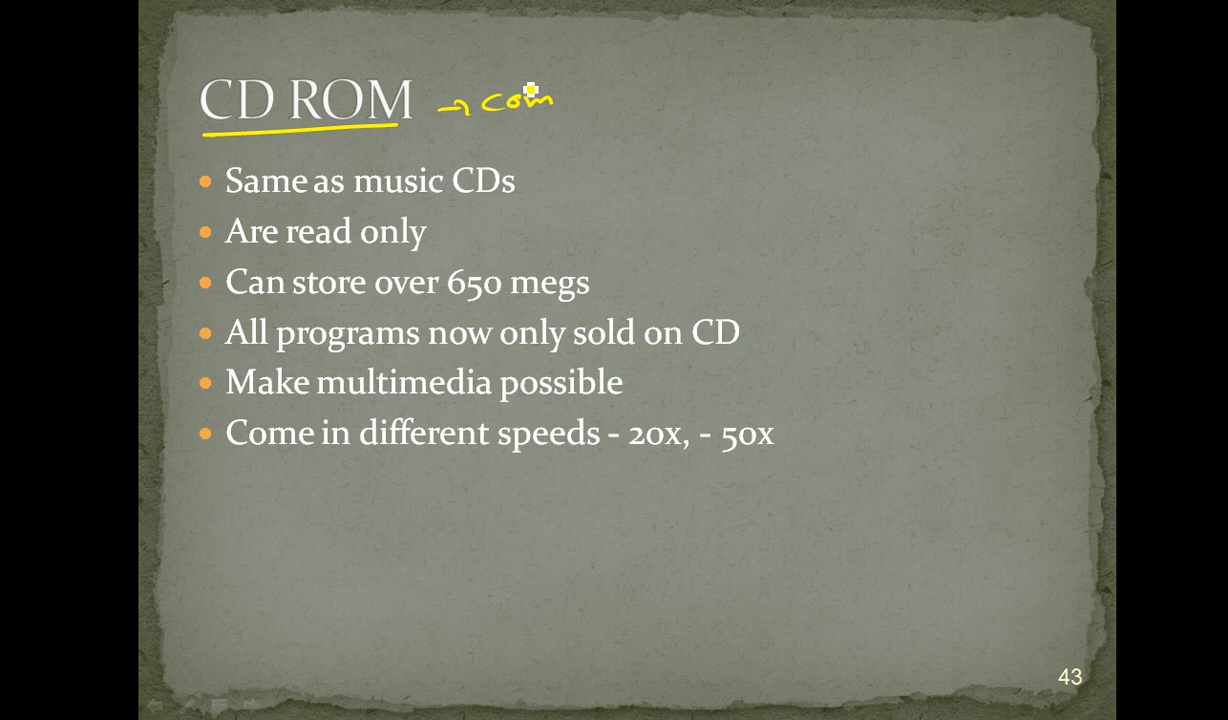 CD ROM → com
• Same as music CDs
• Are read only
• Can store over 650 megs
• All programs now only sold on CD
• Make multimedia possible
• Come in different speeds - 20x, - 50x
43